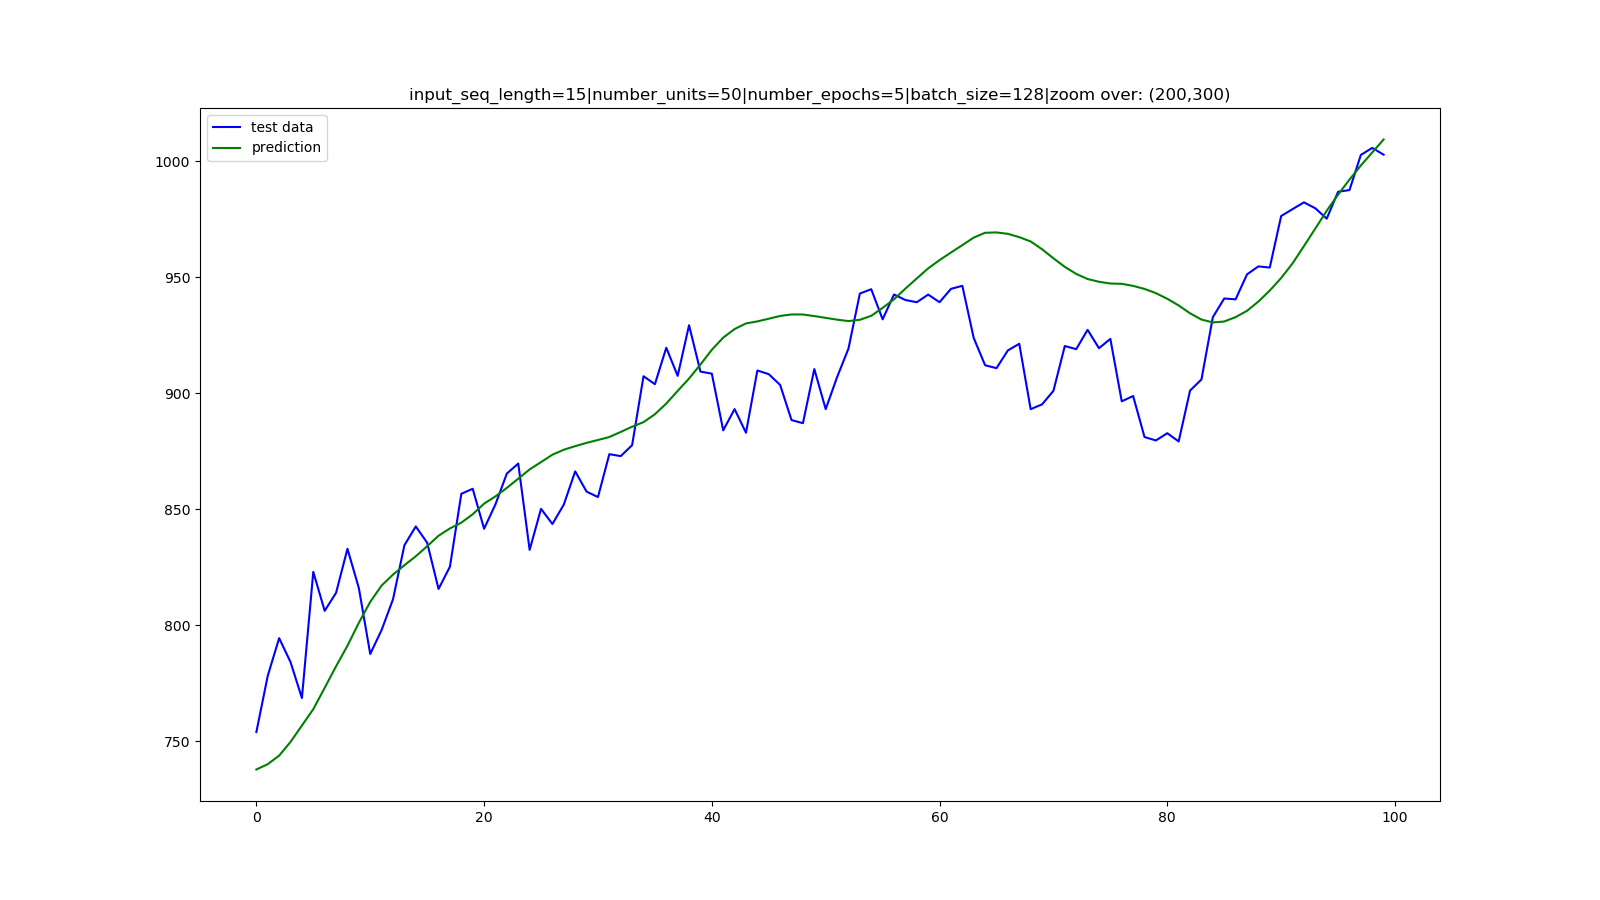 input_seq_length=15|number_units=50|number_epochs=5|batch_size=128|zoom over: (200,300)
test data
prediction
1000
950
900
850
800
750
0 20 40 60 80 100